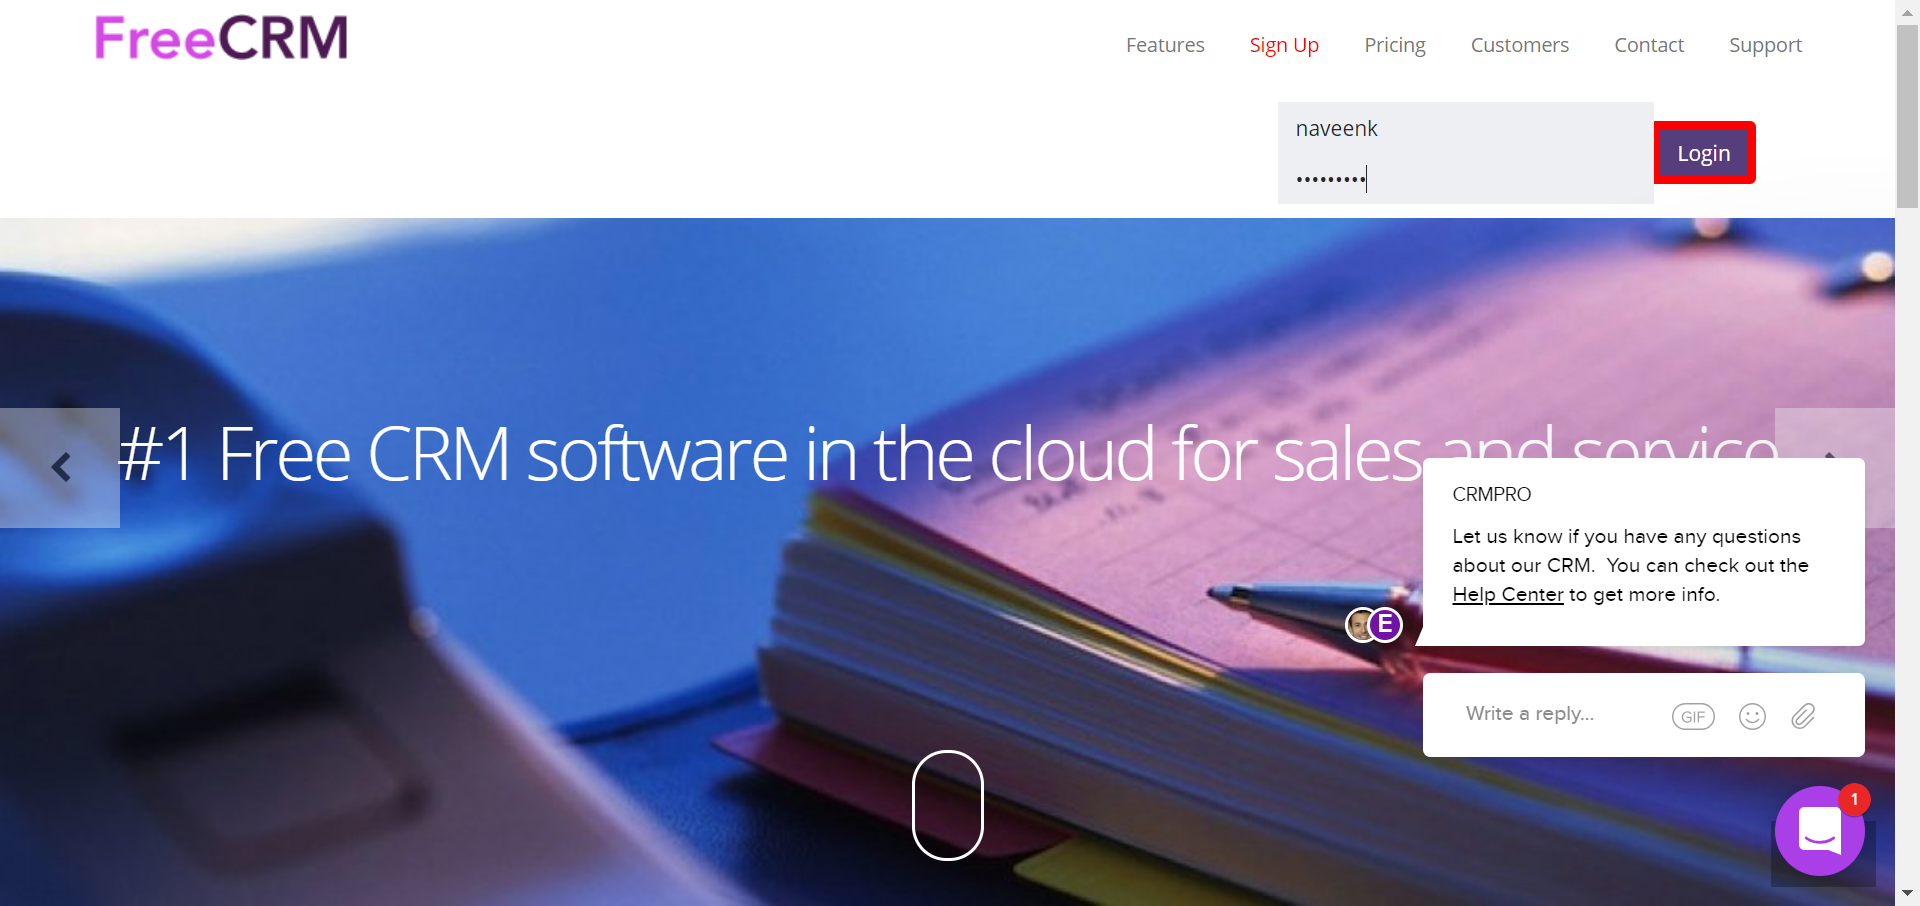 FreeCRM
Features Sign Up Pricing Customers Contact Support
naveenk
•••••••••
Login
#1 Free CRM software in the cloud for sales and service
CRMPRO
Let us know if you have any questions
about our CRM. You can check out the
Help Center to get more info.
E
Write a reply...
GIF
1